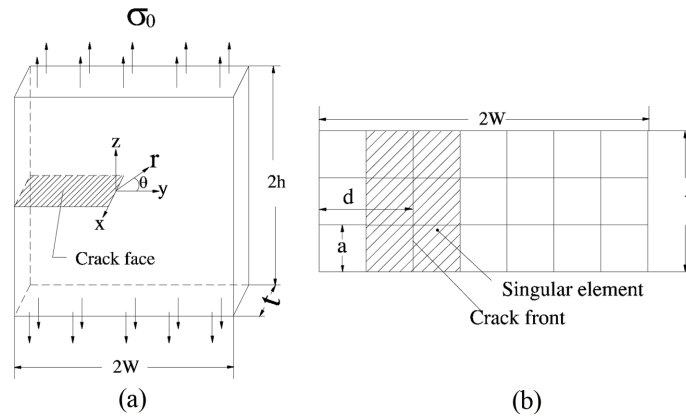 σ₀
z
r
θ
y
x
2h
Crack face
t
2W
(a)
2W
d
a
Singular element
Crack front
(b)